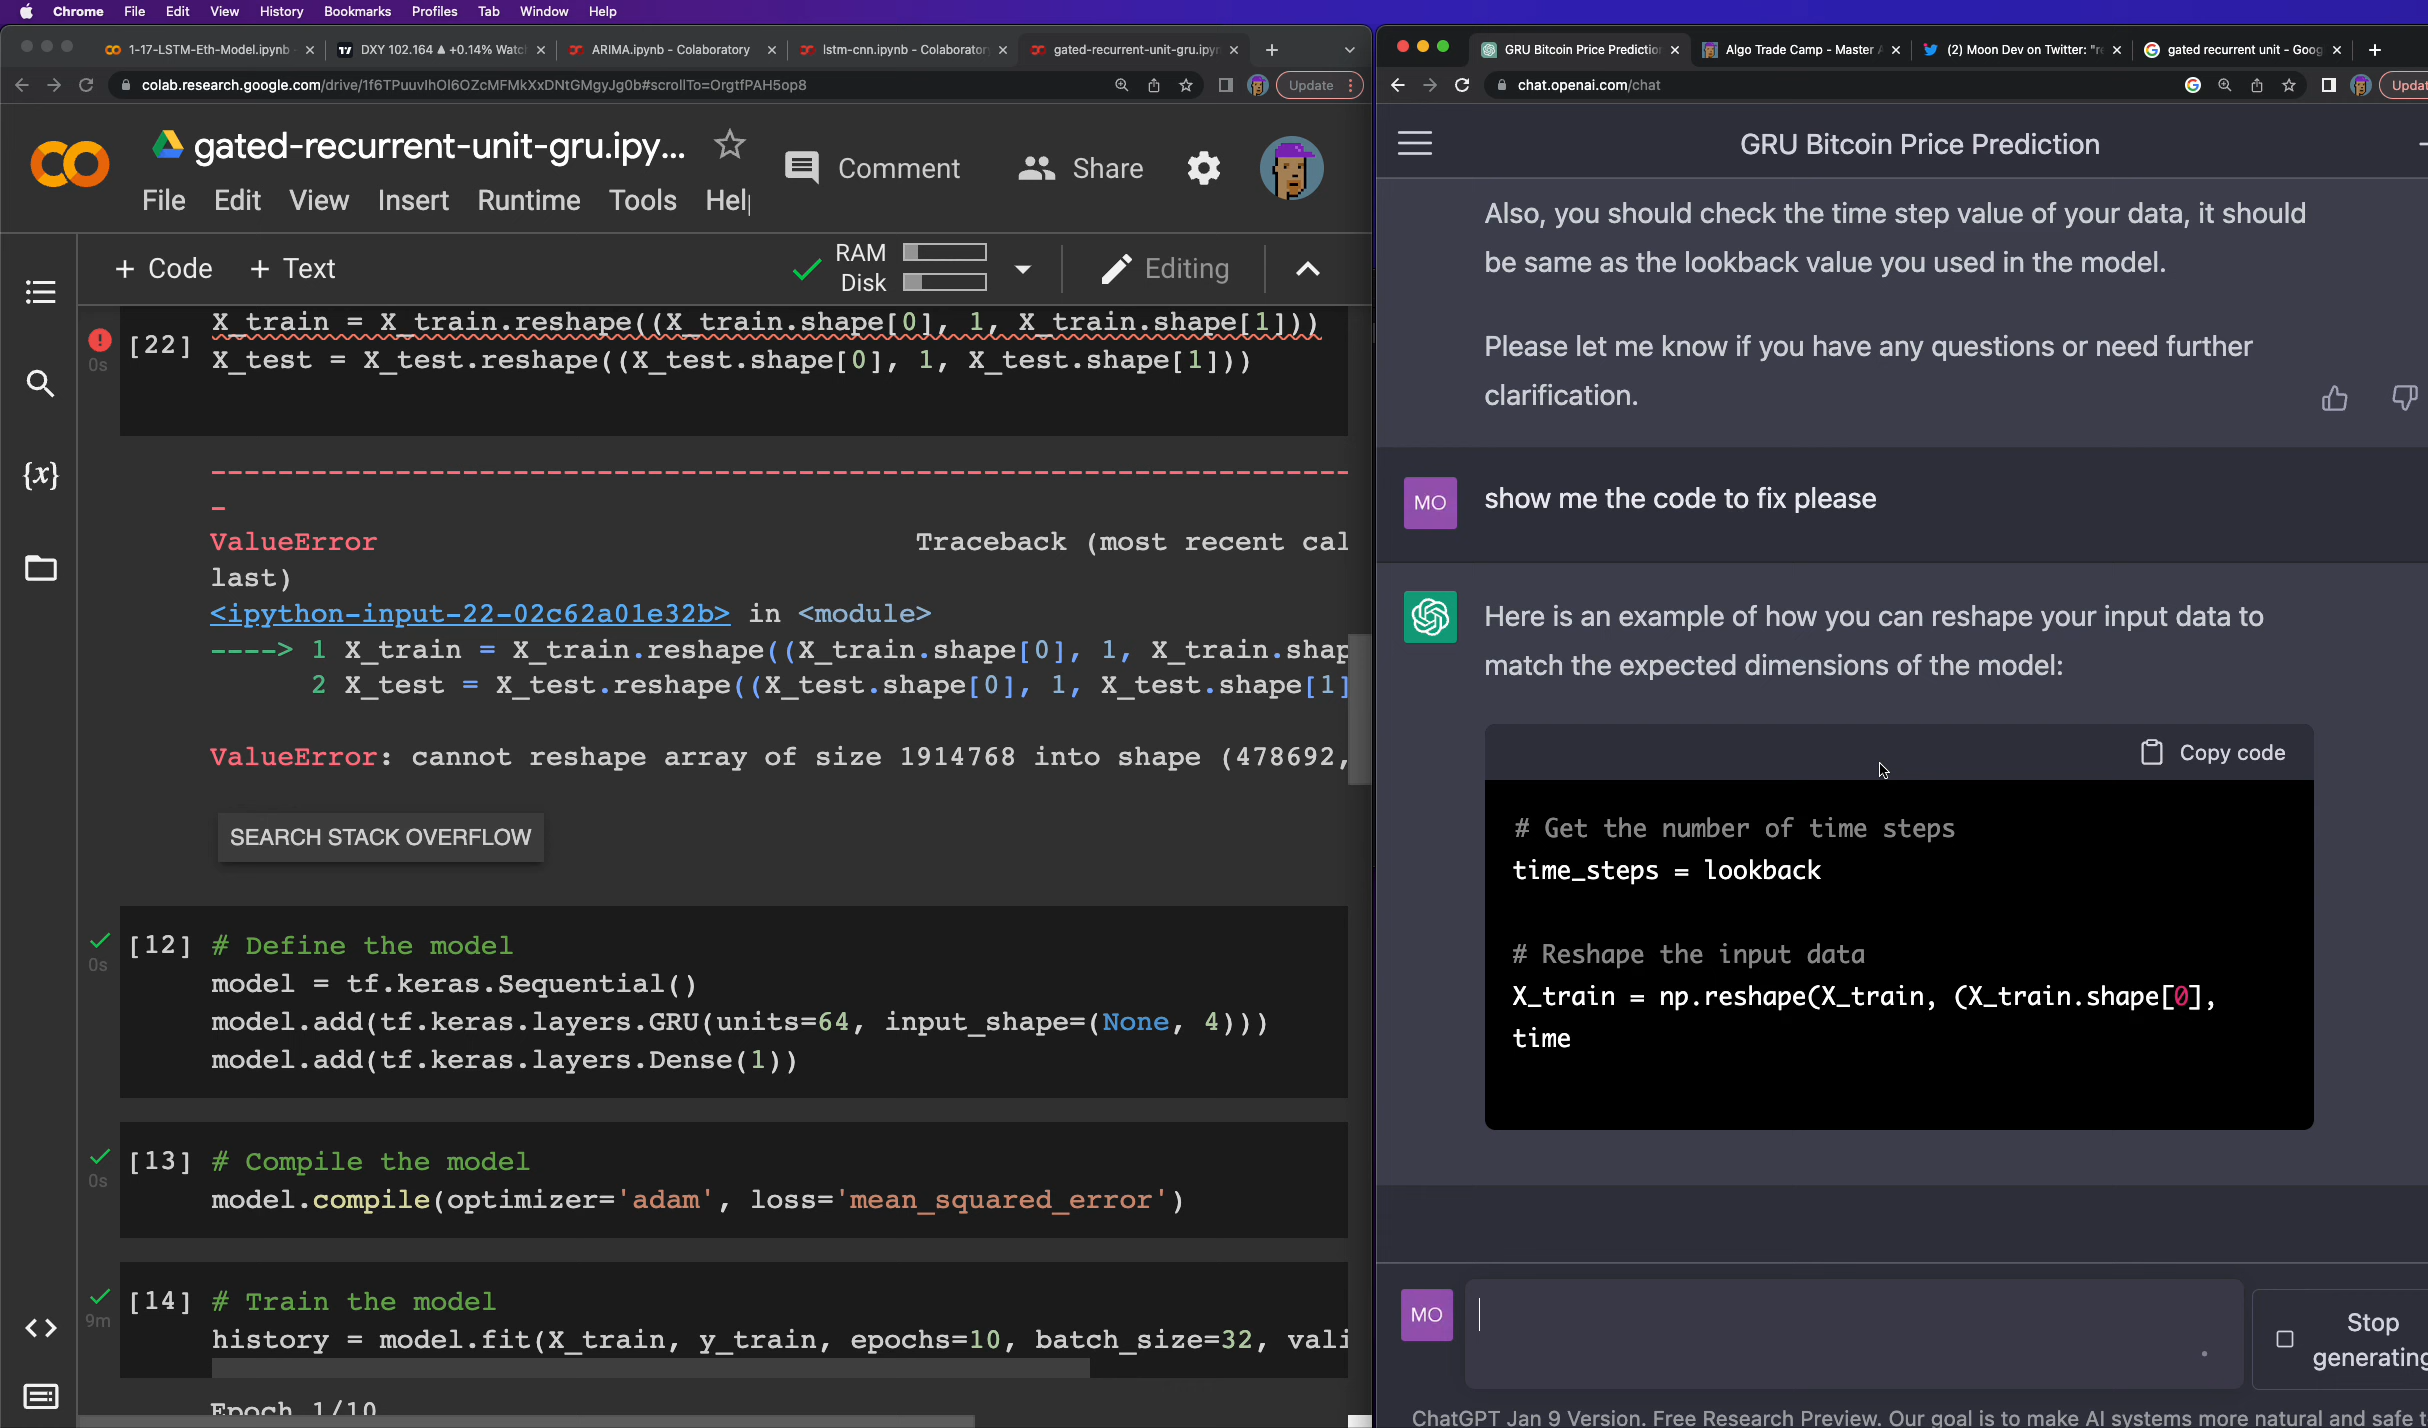 Chrome File Edit View History Bookmarks Profiles Tab Window Help
1-17-LSTM-Eth-Model.ipynb
DXY 102.164 ▲ +0.14% Watc
ARIMA.ipynb - Colaboratory
lstm-cnn.ipynb - Colaborator
gated-recurrent-unit-gru.ipyn
colab.research.google.com/drive/1f6TPuuvIhOl6OZcMFMkXxDNtGMgyJg0b#scrollTo=OrgtfPAH5op8
Update
gated-recurrent-unit-gru.ipy...
Comment
Share
File Edit View Insert Runtime Tools Hel
+ Code + Text
RAM
Disk
Editing
[22]
0s
X_train = X_train.reshape((X_train.shape[0], 1, X_train.shape[1]))
X_test = X_test.reshape((X_test.shape[0], 1, X_test.shape[1]))
---------------------------------------------------------------------
-
ValueError Traceback (most recent cal
last)
<ipython-input-22-02c62a01e32b> in <module>
----> 1 X_train = X_train.reshape((X_train.shape[0], 1, X_train.shap
2 X_test = X_test.reshape((X_test.shape[0], 1, X_test.shape[1]
ValueError: cannot reshape array of size 1914768 into shape (478692,
SEARCH STACK OVERFLOW
[12] # Define the model
0s
model = tf.keras.Sequential()
model.add(tf.keras.layers.GRU(units=64, input_shape=(None, 4)))
model.add(tf.keras.layers.Dense(1))
[13] # Compile the model
0s
model.compile(optimizer='adam', loss='mean_squared_error')
[14] # Train the model
9m
history = model.fit(X_train, y_train, epochs=10, batch_size=32, vali
Epoch 1/10
GRU Bitcoin Price Predictio
Algo Trade Camp - Master A
(2) Moon Dev on Twitter: "r
gated recurrent unit - Goog
chat.openai.com/chat
Updat
GRU Bitcoin Price Prediction
Also, you should check the time step value of your data, it should
be same as the lookback value you used in the model.
Please let me know if you have any questions or need further
clarification.
MO
show me the code to fix please
Here is an example of how you can reshape your input data to
match the expected dimensions of the model:
Copy code
# Get the number of time steps
time_steps = lookback
# Reshape the input data
X_train = np.reshape(X_train, (X_train.shape[0],
time
MO
Stop
generating
ChatGPT Jan 9 Version. Free Research Preview. Our goal is to make AI systems more natural and safe t